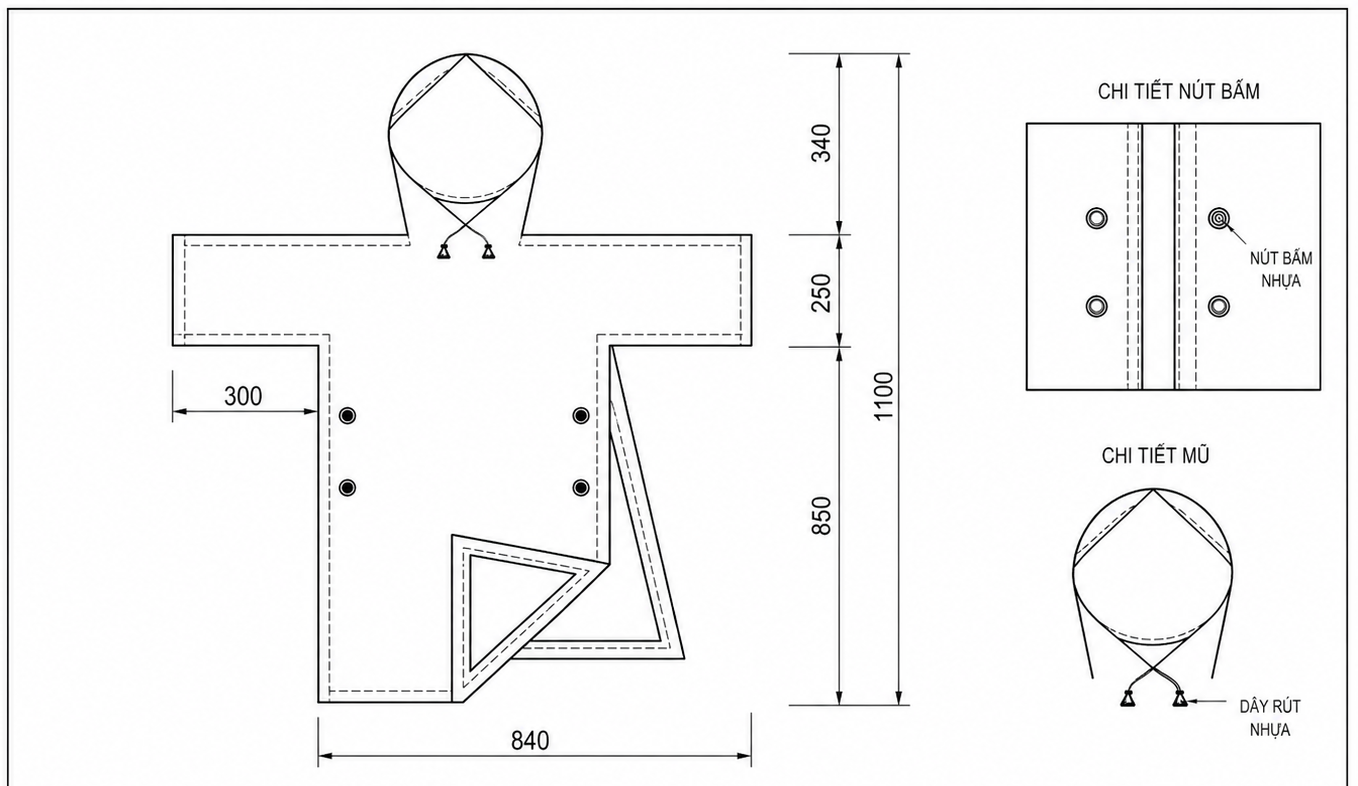 340
250
850
1100
300
840
CHI TIẾT NÚT BẤM
NÚT BẤM
NHỰA
CHI TIẾT MŨ
DÂY RÚT
NHỰA